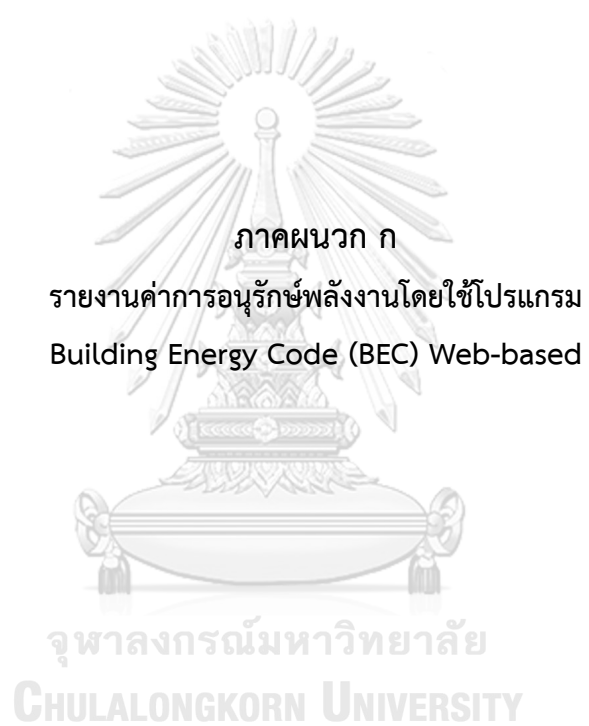 ภาคผนวก ก
รายงานค่าการอนุรักษ์พลังงานโดยใช้โปรแกรม
Building Energy Code (BEC) Web-based
จุฬาลงกรณ์มหาวิทยาลัย
CHULALONGKORN UNIVERSITY